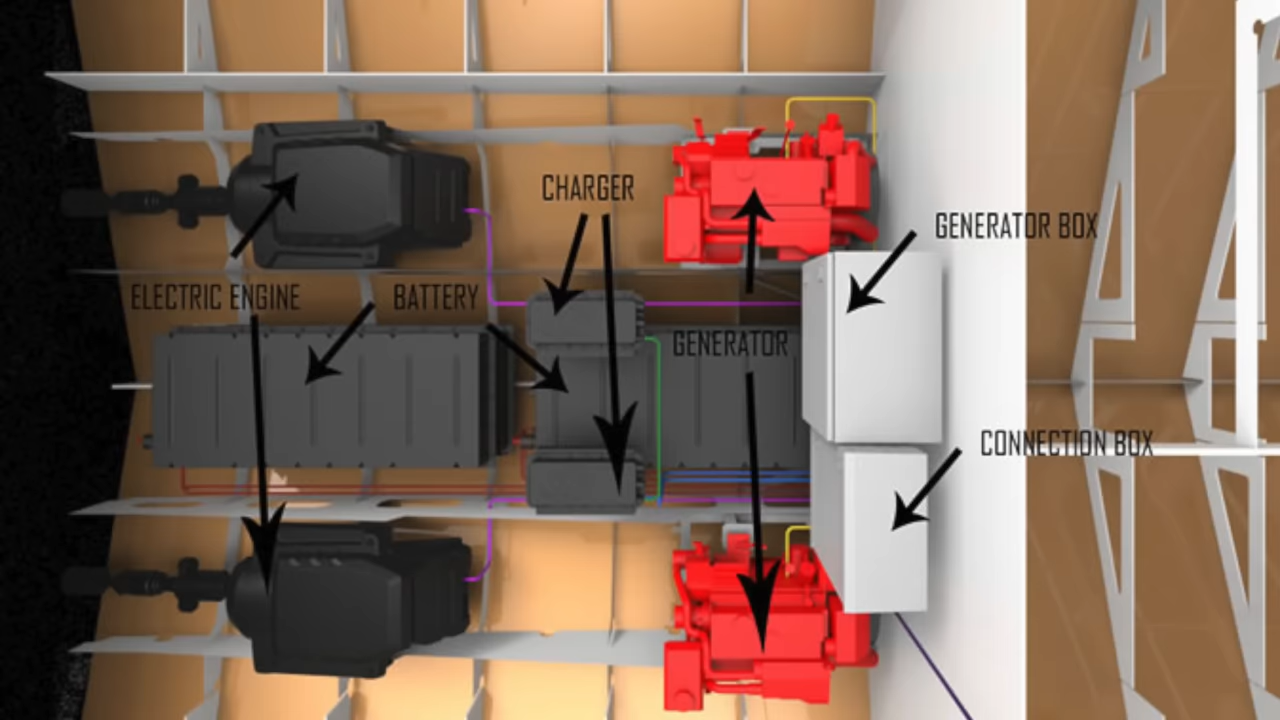 CHARGER
GENERATOR BOX
ELECTRIC ENGINE
BATTERY
GENERATOR
CONNECTION BOX